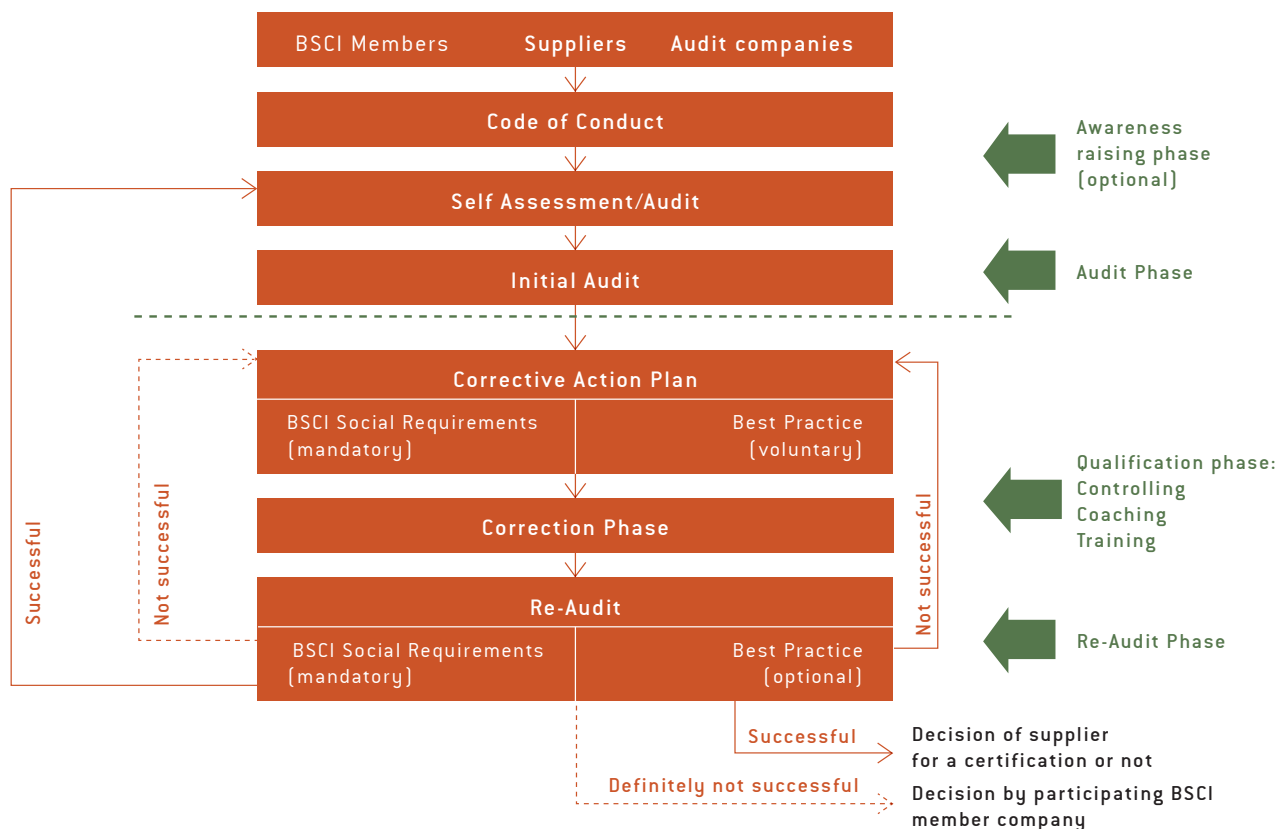 BSCI Members Suppliers Audit companies
Code of Conduct
Awareness
raising phase
(optional)
Self Assessment/Audit
Initial Audit
Audit Phase
Corrective Action Plan
BSCI Social Requirements
(mandatory)
Best Practice
(voluntary)
Qualification phase:
Controlling
Coaching
Training
Correction Phase
Successful
Not successful
Not successful
Re-Audit
BSCI Social Requirements
(mandatory)
Best Practice
(optional)
Re-Audit Phase
Successful
Decision of supplier
for a certification or not
Definitely not successful
Decision by participating BSCI
member company